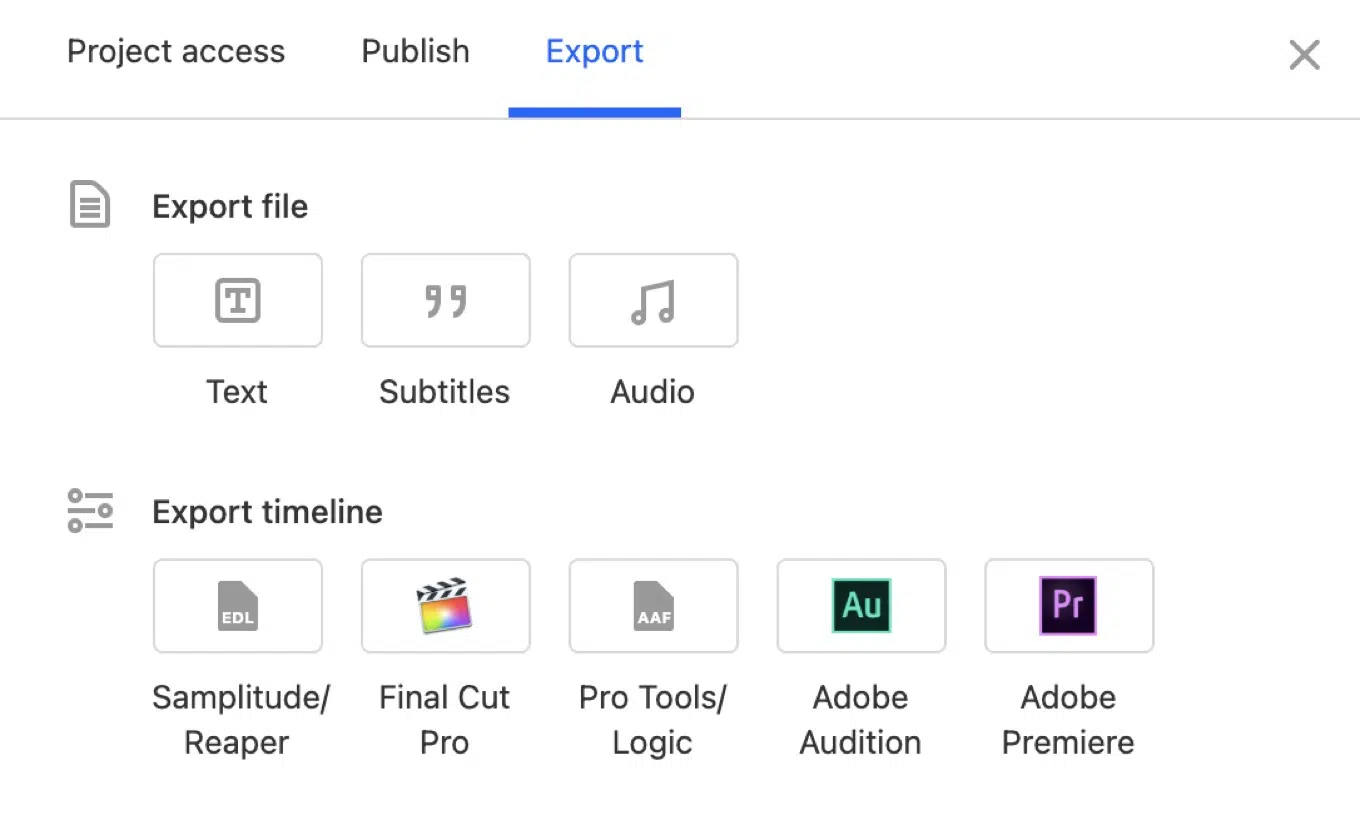 Project access Publish Export
Export file
Text Subtitles Audio
Export timeline
EDL AAF Au Pr
Samplitude/ Final Cut Pro Tools/ Adobe Adobe
Reaper Pro Logic Audition Premiere